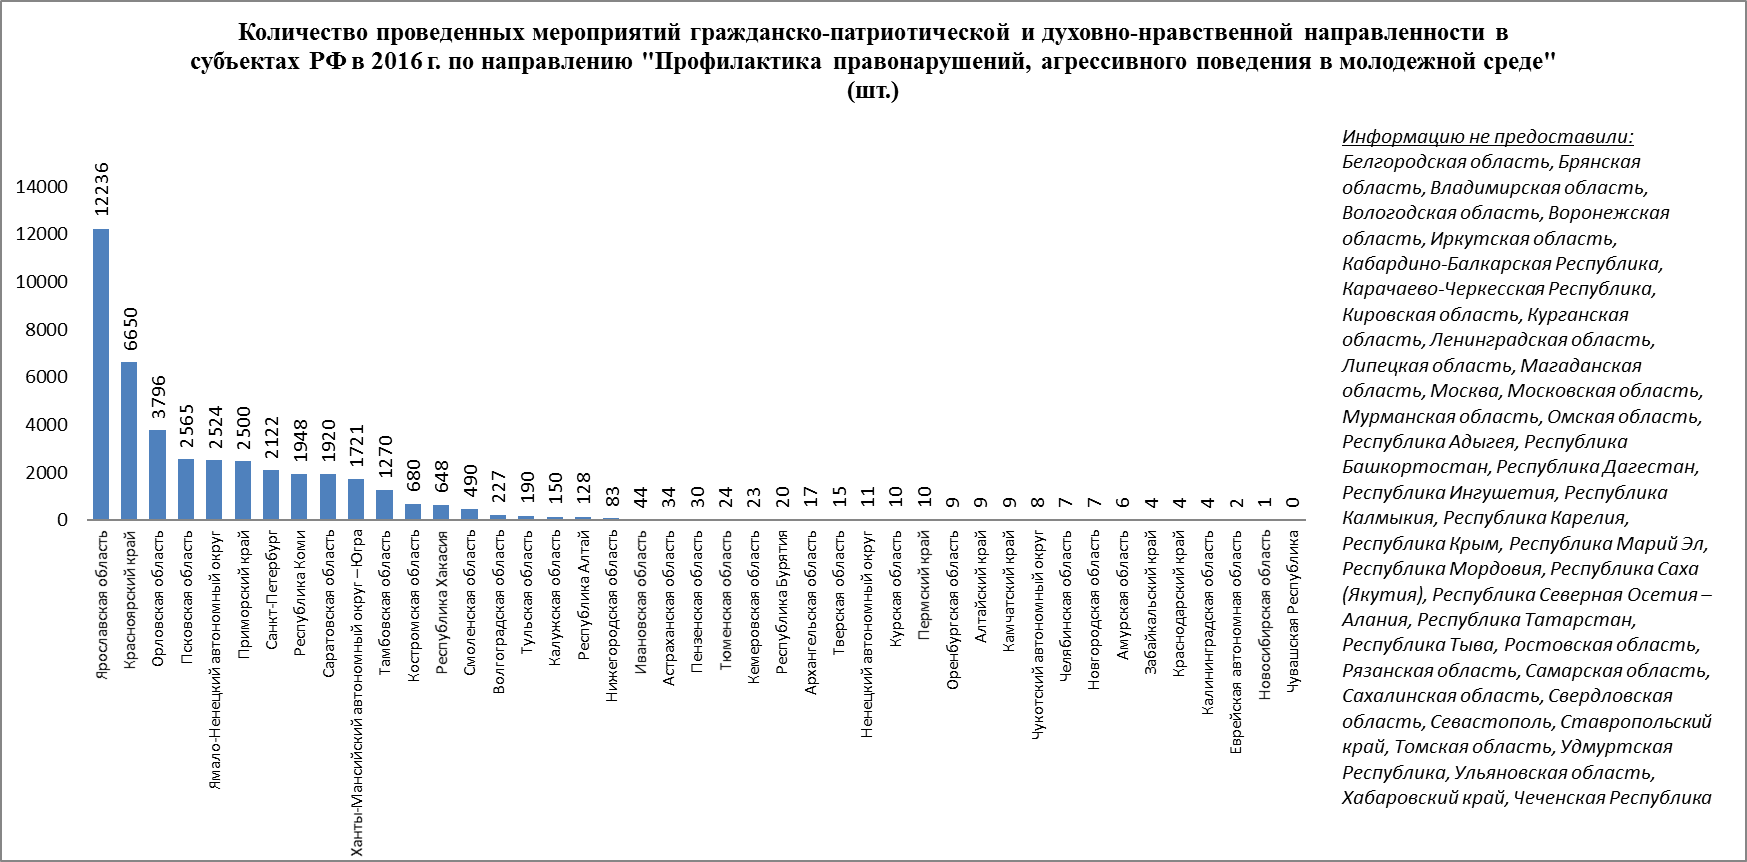 Количество проведенных мероприятий гражданско-патриотической и духовно-нравственной направленности в
субъектах РФ в 2016 г. по направлению "Профилактика правонарушений, агрессивного поведения в молодежной среде"
(шт.)
14000
12000
10000
8000
6000
4000
2000
0
12236
6650
3796
2565
2524
2500
2122
1948
1920
1721
1270
680
648
490
227
190
150
128
83
44
34
30
24
23
20
17
15
11
10
10
9
9
9
8
7
7
6
4
4
4
2
1
0
Ярославская область
Красноярский край
Орловская область
Псковская область
Ямало-Ненецкий автономный округ
Приморский край
Санкт-Петербург
Республика Коми
Саратовская область
Ханты-Мансийский автономный округ – Югра
Тамбовская область
Костромская область
Республика Хакасия
Смоленская область
Волгоградская область
Тульская область
Калужская область
Республика Алтай
Нижегородская область
Ивановская область
Астраханская область
Пензенская область
Тюменская область
Кемеровская область
Республика Бурятия
Архангельская область
Тверская область
Ненецкий автономный округ
Курская область
Пермский край
Оренбургская область
Алтайский край
Камчатский край
Чукотский автономный округ
Челябинская область
Новгородская область
Амурская область
Забайкальский край
Краснодарский край
Калининградская область
Еврейская автономная область
Новосибирская область
Чувашская Республика
Информацию не предоставили:
Белгородская область, Брянская
область, Владимирская область,
Вологодская область, Воронежская
область, Иркутская область,
Кабардино-Балкарская Республика,
Карачаево-Черкесская Республика,
Кировская область, Курганская
область, Ленинградская область,
Липецкая область, Магаданская
область, Москва, Московская область,
Мурманская область, Омская область,
Республика Адыгея, Республика
Башкортостан, Республика Дагестан,
Республика Ингушетия, Республика
Калмыкия, Республика Карелия,
Республика Крым, Республика Марий Эл,
Республика Мордовия, Республика Саха
(Якутия), Республика Северная Осетия –
Алания, Республика Татарстан,
Республика Тыва, Ростовская область,
Рязанская область, Самарская область,
Сахалинская область, Свердловская
область, Севастополь, Ставропольский
край, Томская область, Удмуртская
Республика, Ульяновская область,
Хабаровский край, Чеченская Республика